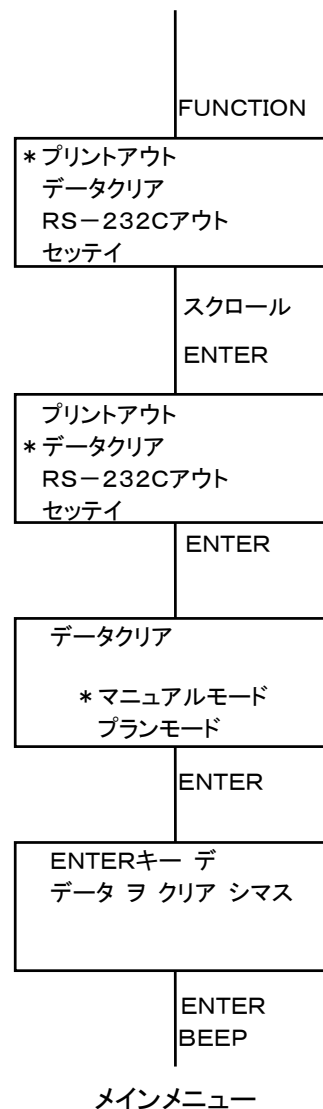 FUNCTION
＊プリントアウト
データクリア
RS－232Cアウト
セッテイ
スクロール
ENTER
プリントアウト
＊データクリア
RS－232Cアウト
セッテイ
ENTER
データクリア
＊マニュアルモード
プランモード
ENTER
ENTERキー デ
データ ヲ クリア シマス
ENTER
BEEP
メインメニュー